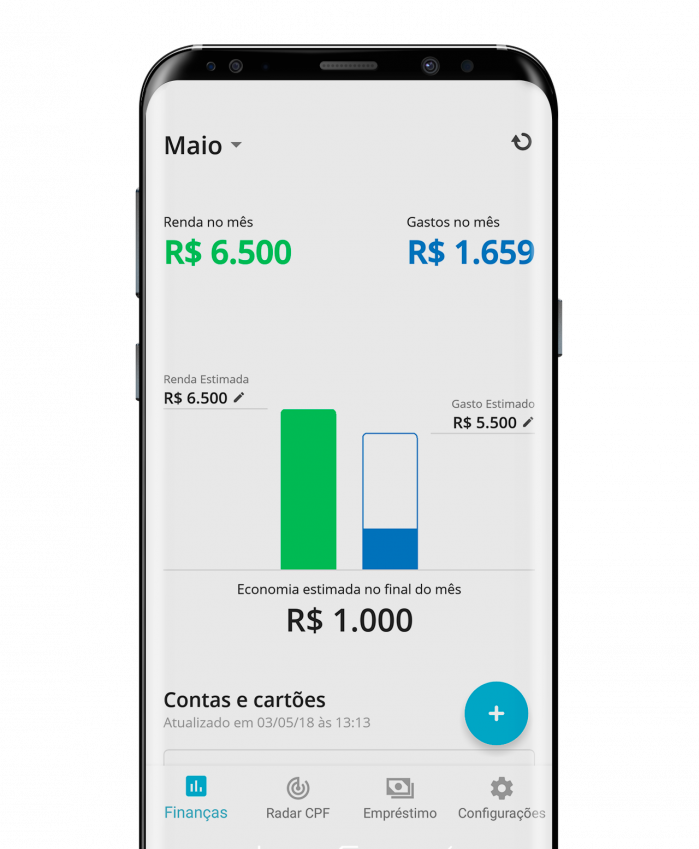 Maio
Renda no mês
R$ 6.500
Gastos no mês
R$ 1.659
Renda Estimada
R$ 6.500
Gasto Estimado
R$ 5.500
Economia estimada no final do mês
R$ 1.000
Contas e cartões
Atualizado em 03/05/18 às 13:13
+
Finanças
Radar CPF
Empréstimo
Configurações